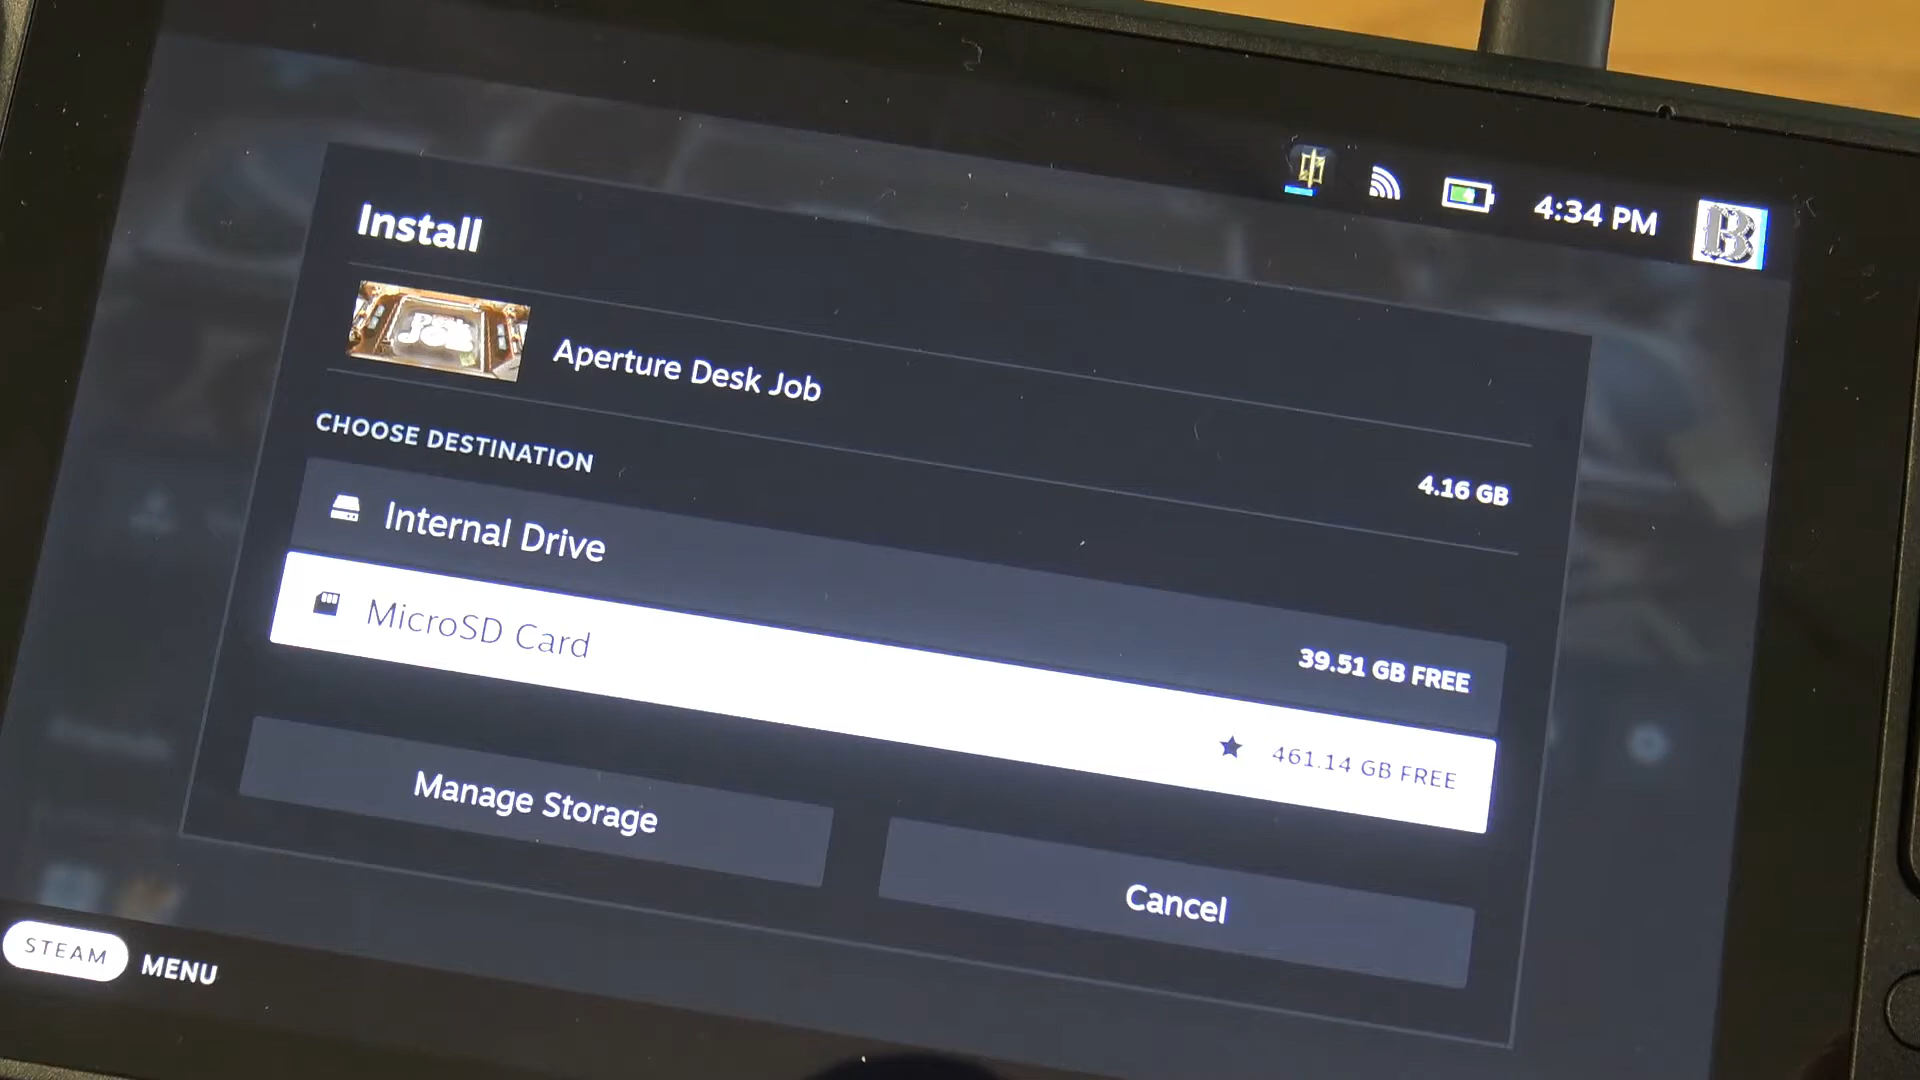 4:34 PM
B
Install
Aperture Desk Job
4.16 GB
CHOOSE DESTINATION
Internal Drive
39.51 GB FREE
MicroSD Card
461.14 GB FREE
Manage Storage
Cancel
STEAM MENU